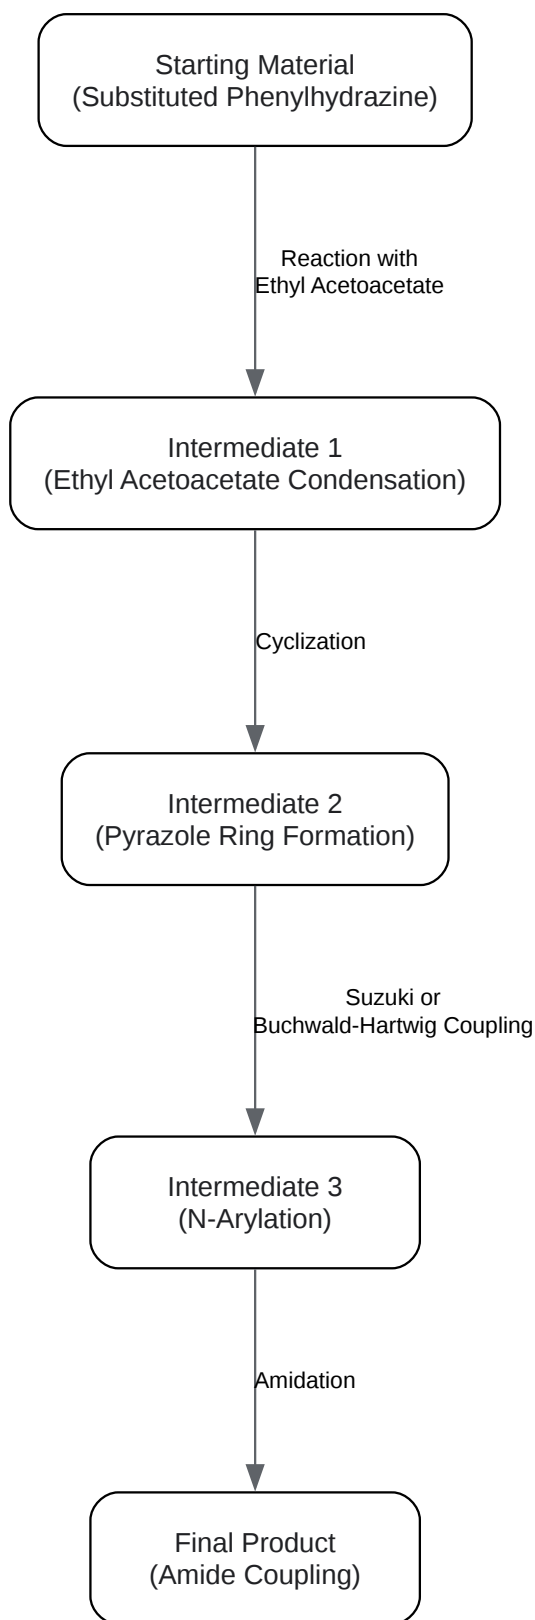 Starting Material
(Substituted Phenylhydrazine)
Reaction with
Ethyl Acetoacetate
Intermediate 1
(Ethyl Acetoacetate Condensation)
Cyclization
Intermediate 2
(Pyrazole Ring Formation)
Suzuki or
Buchwald-Hartwig Coupling
Intermediate 3
(N-Arylation)
Amidation
Final Product
(Amide Coupling)